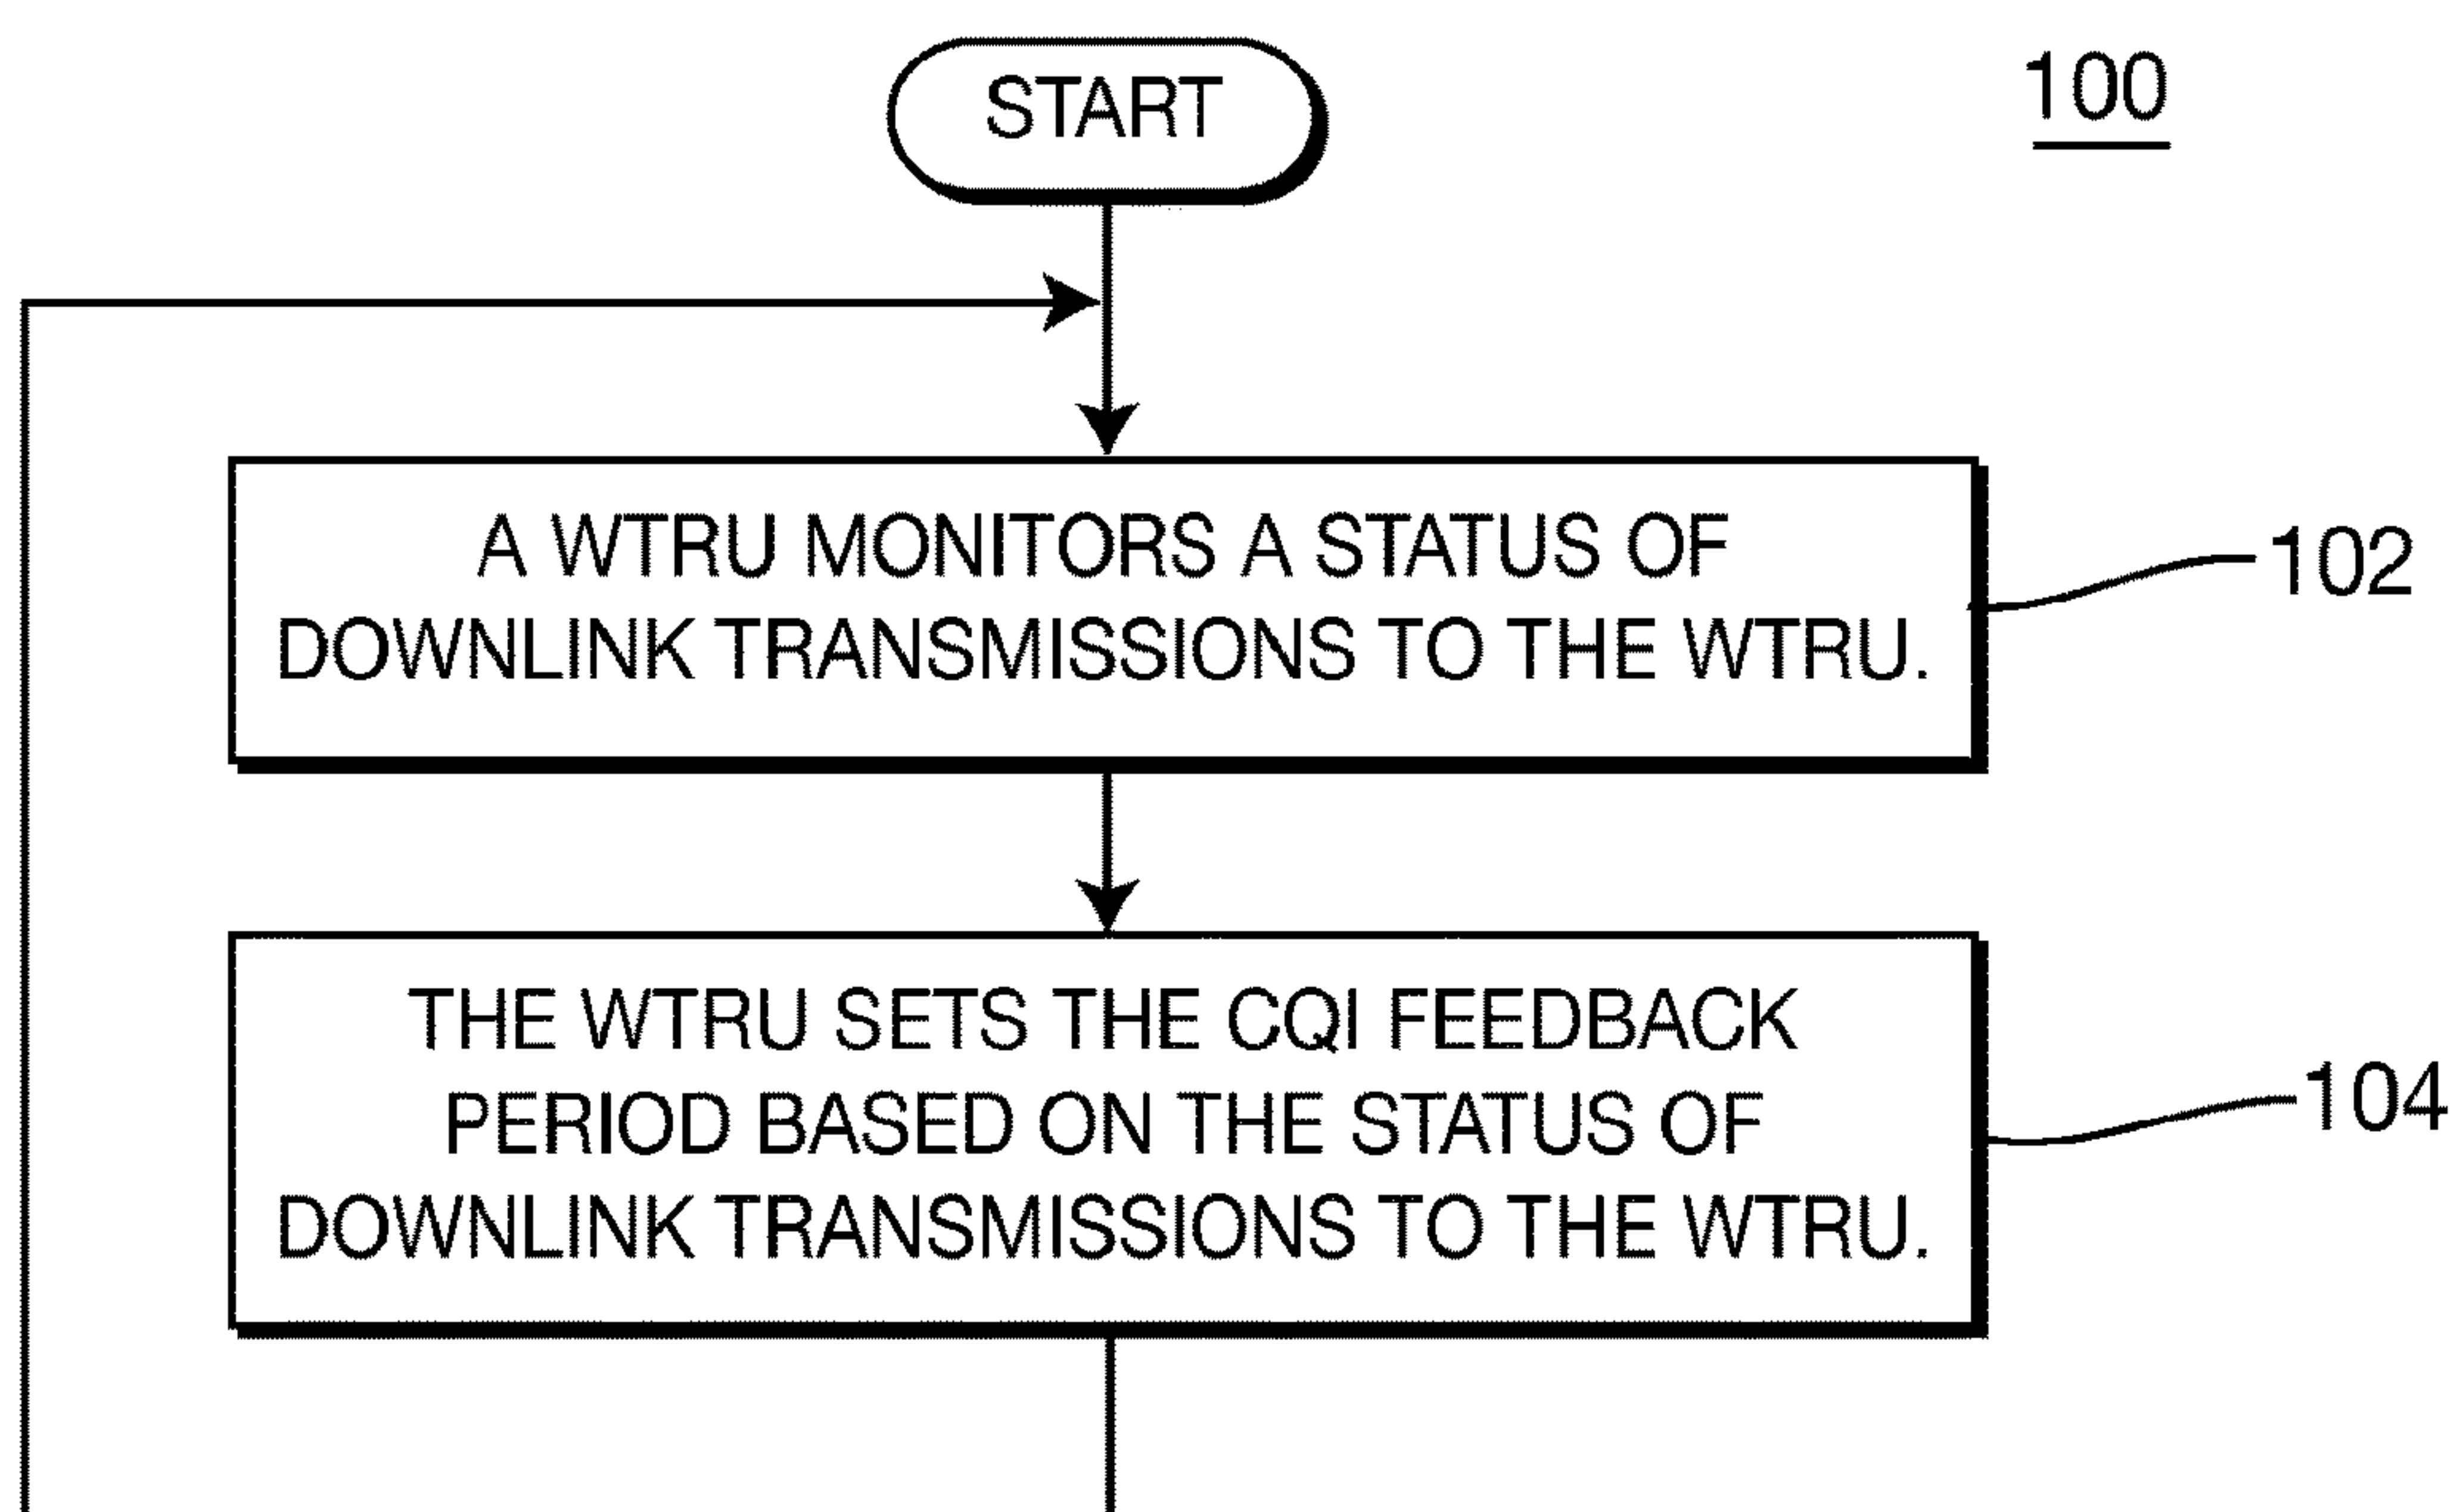 START
100
A WTRU MONITORS A STATUS OF
DOWNLINK TRANSMISSIONS TO THE WTRU.
102
THE WTRU SETS THE CQI FEEDBACK
PERIOD BASED ON THE STATUS OF
DOWNLINK TRANSMISSIONS TO THE WTRU.
104